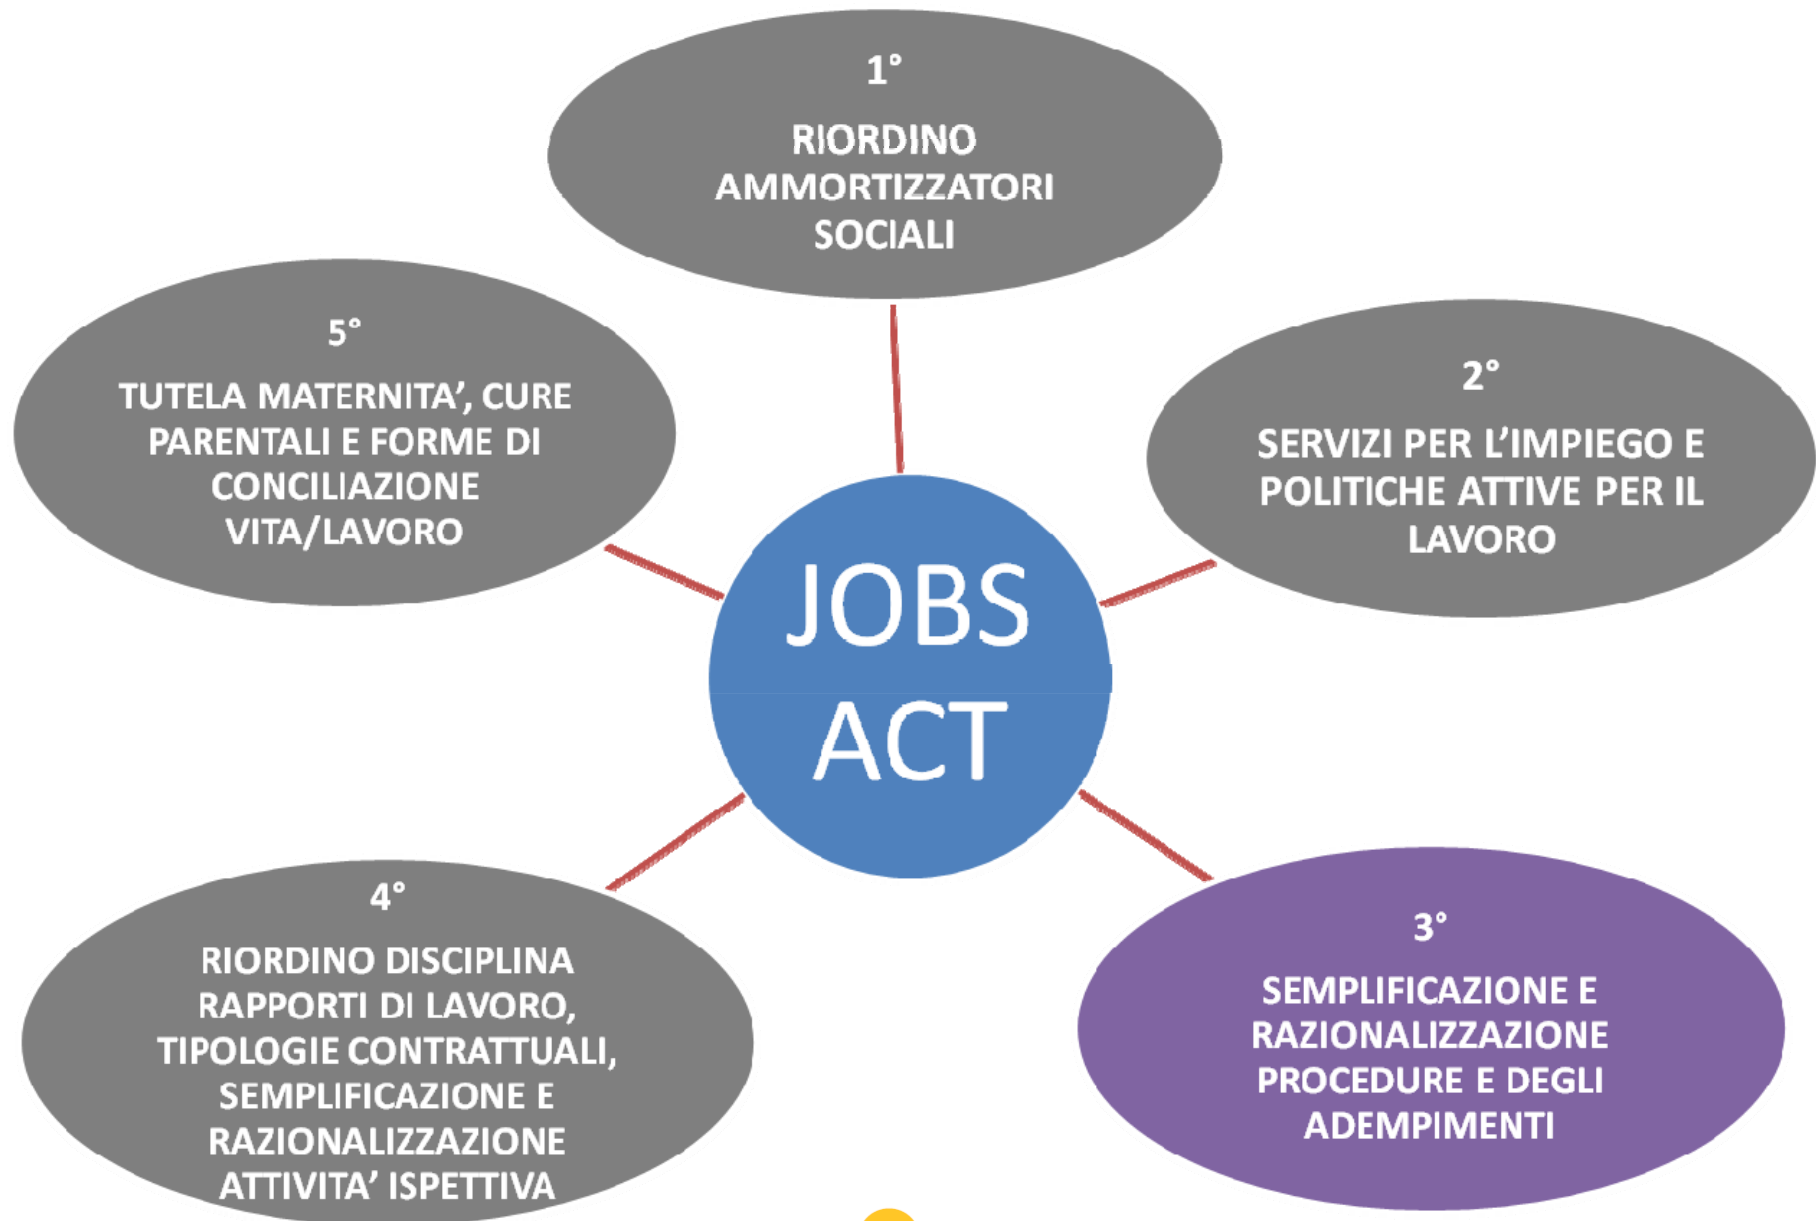 1°
RIORDINO
AMMORTIZZATORI
SOCIALI
2°
SERVIZI PER L'IMPIEGO E
POLITICHE ATTIVE PER IL
LAVORO
3°
SEMPLIFICAZIONE E
RAZIONALIZZAZIONE
PROCEDURE E DEGLI
ADEMPIMENTI
4°
RIORDINO DISCIPLINA
RAPPORTI DI LAVORO,
TIPOLOGIE CONTRATTUALI,
SEMPLIFICAZIONE E
RAZIONALIZZAZIONE
ATTIVITA' ISPETTIVA
5°
TUTELA MATERNITA', CURE
PARENTALI E FORME DI
CONCILIAZIONE
VITA/LAVORO
JOBS
ACT